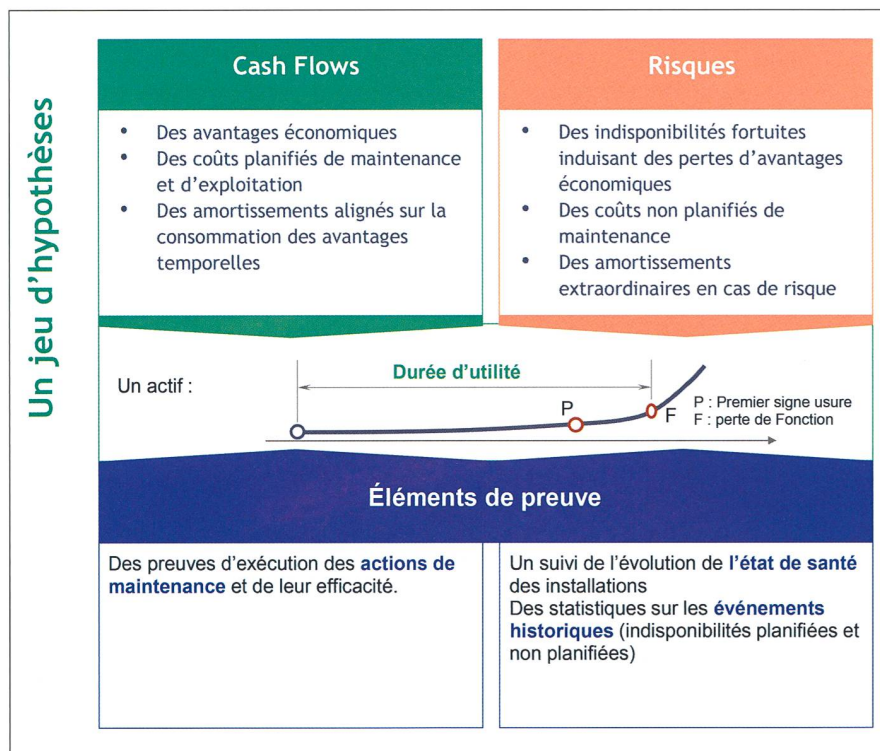 Un jeu d’hypothèses
Cash Flows
• Des avantages économiques
• Des coûts planifiés de maintenance
et d’exploitation
• Des amortissements alignés sur la
consommation des avantages
temporelles
Risques
• Des indisponibilités fortuites
induisant des pertes d’avantages
économiques
• Des coûts non planifiés de
maintenance
• Des amortissements
extraordinaires en cas de risque
Un actif :
Durée d’utilité
P
F
P : Premier signe usure
F : perte de Fonction
Éléments de preuve
Des preuves d’exécution des actions de
maintenance et de leur efficacité.
Un suivi de l’évolution de l’état de santé
des installations
Des statistiques sur les événements
historiques (indisponibilités planifiées et
non planifiées)